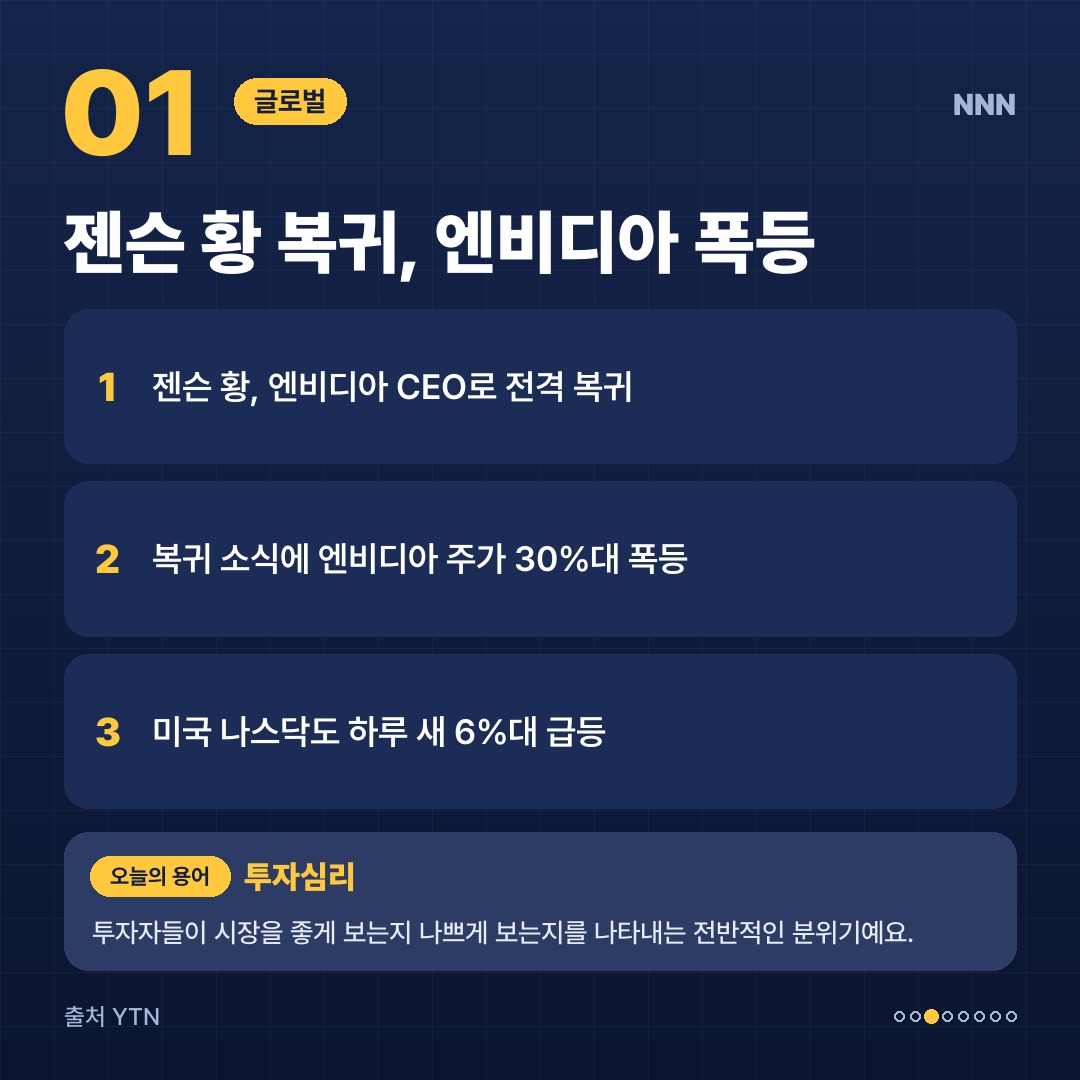 01
글로벌
NNN
젠슨 황 복귀, 엔비디아 폭등
1 젠슨 황, 엔비디아 CEO로 전격 복귀
2 복귀 소식에 엔비디아 주가 30%대 폭등
3 미국 나스닥도 하루 새 6%대 급등
오늘의 용어 투자심리
투자자들이 시장을 좋게 보는지 나쁘게 보는지를 나타내는 전반적인 분위기예요.
출처 YTN